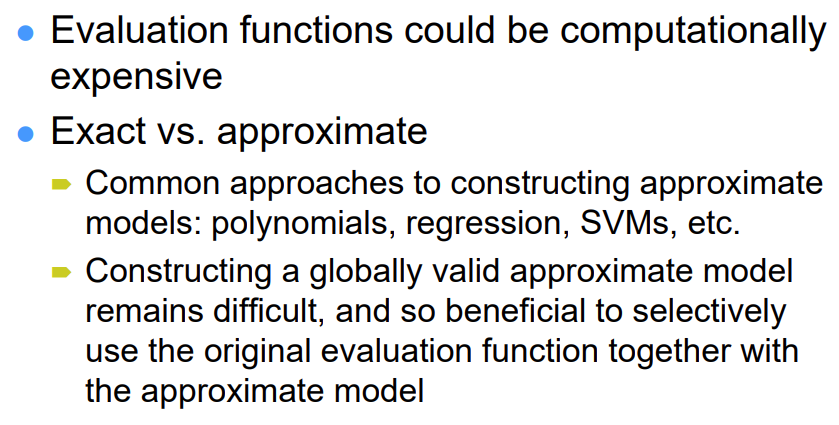 Evaluation functions could be computationally
expensive
Exact vs. approximate
Common approaches to constructing approximate
models: polynomials, regression, SVMs, etc.
Constructing a globally valid approximate model
remains difficult, and so beneficial to selectively
use the original evaluation function together with
the approximate model